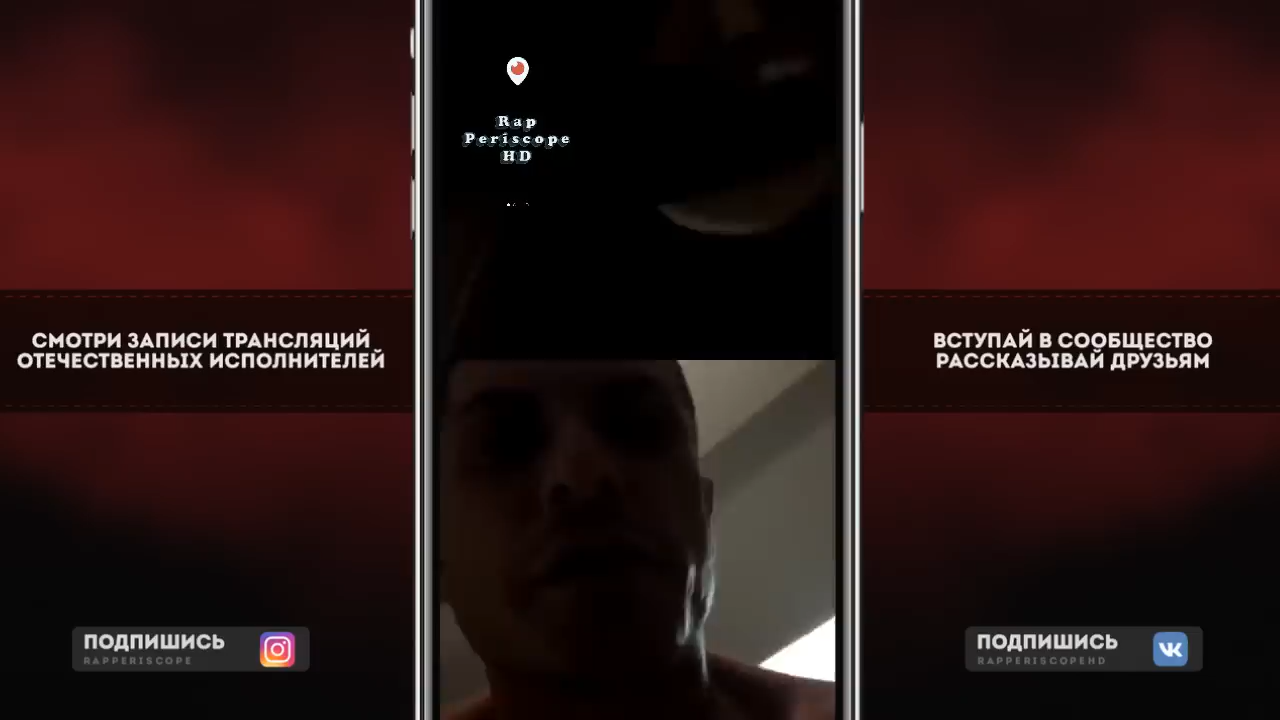 Rap
Periscope
HD
СМОТРИ ЗАПИСИ ТРАНСЛЯЦИЙ
ОТЕЧЕСТВЕННЫХ ИСПОЛНИТЕЛЕЙ
ВСТУПАЙ В СООБЩЕСТВО
РАССКАЗЫВАЙ ДРУЗЬЯМ
ПОДПИШИСЬ
RAPPERISCOPE
ПОДПИШИСЬ
RAPPERISCOPEHD